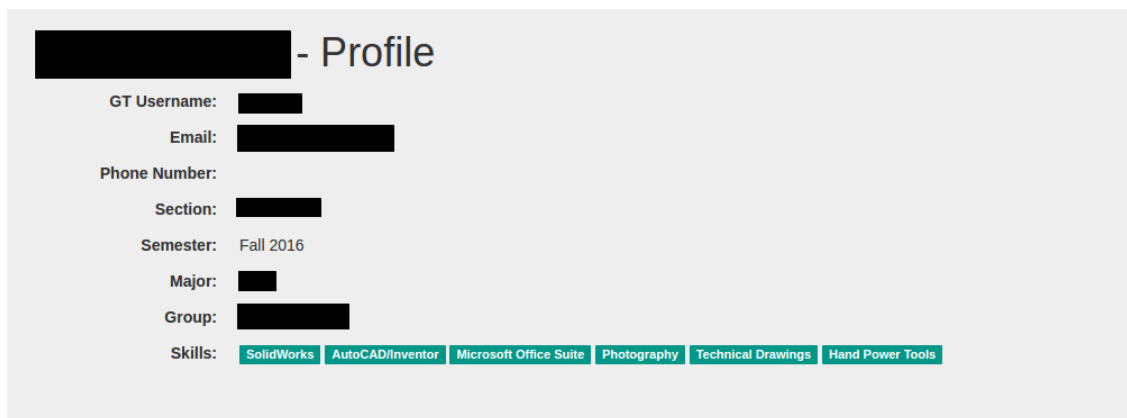 - Profile
GT Username:
Email:
Phone Number:
Section:
Semester: Fall 2016
Major:
Group:
Skills: SolidWorks AutoCAD/Inventor Microsoft Office Suite Photography Technical Drawings Hand Power Tools